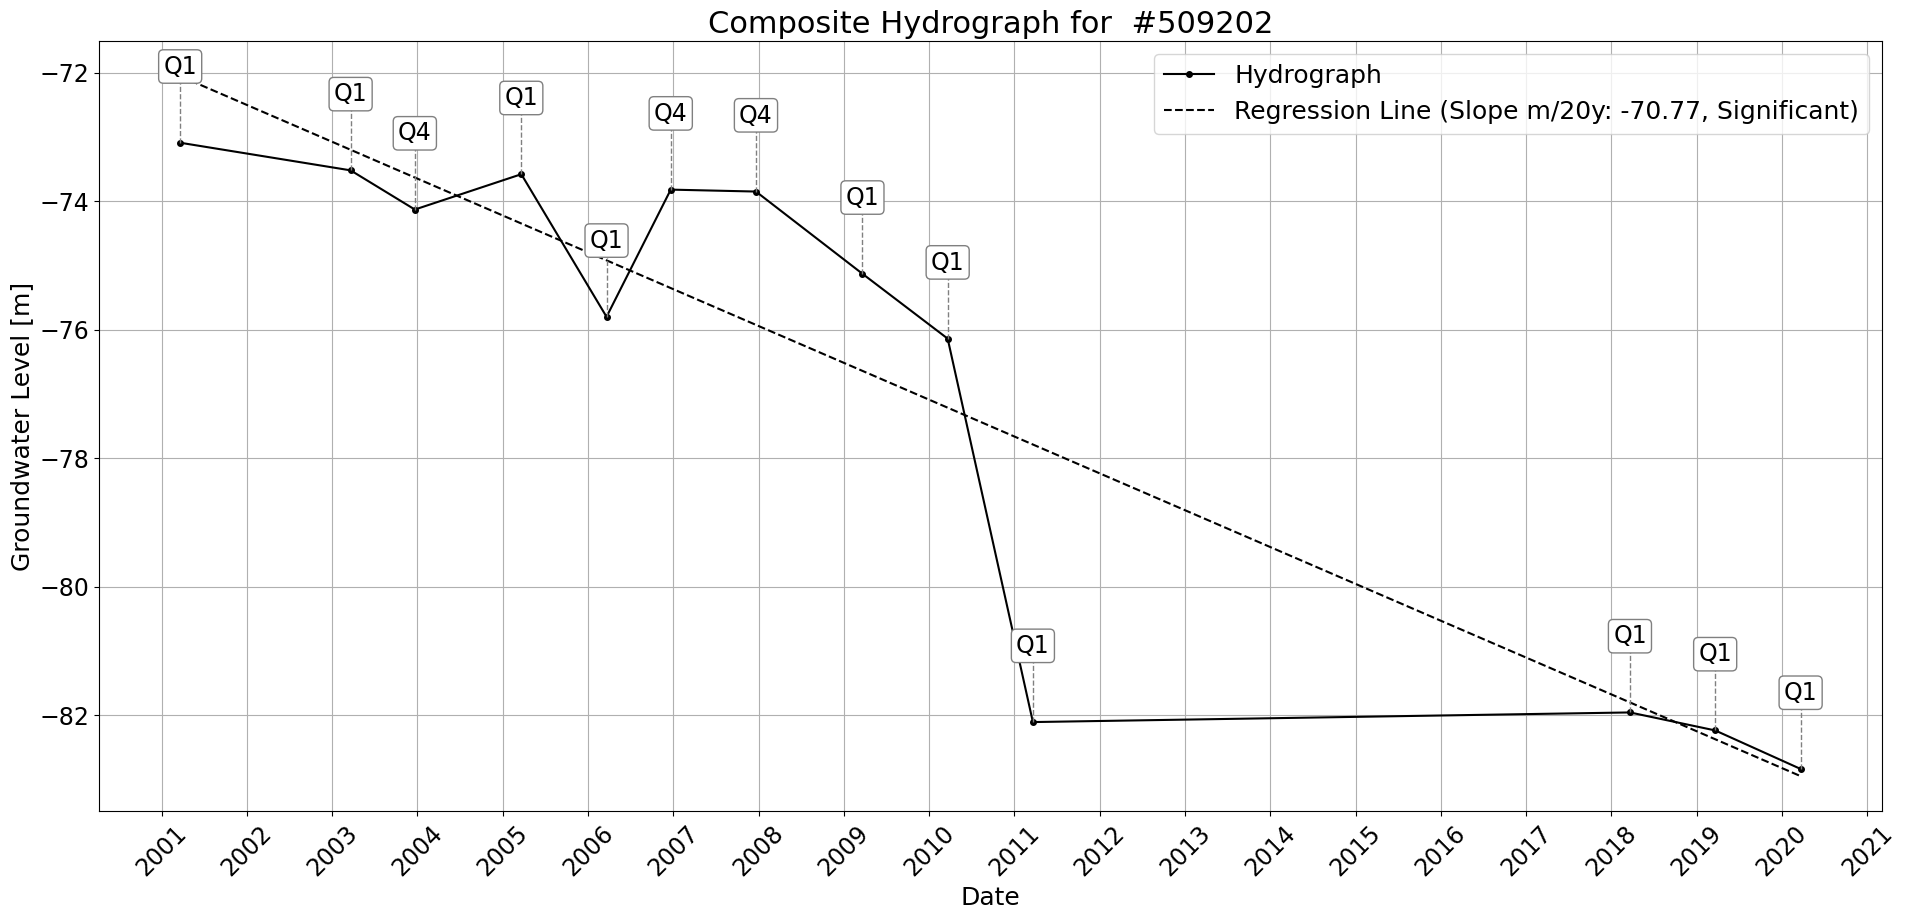 Composite Hydrograph for  #509202
Hydrograph
Regression Line (Slope m/20y: -70.77, Significant)
Q1
Q1
Q4
Q1
Q1
Q4
Q4
Q1
Q1
Q1
Q1
Q1
Q1
Groundwater Level [m]
−72
−74
−76
−78
−80
−82
2001
2002
2003
2004
2005
2006
2007
2008
2009
2010
2011
2012
2013
2014
2015
2016
2017
2018
2019
2020
2021
Date